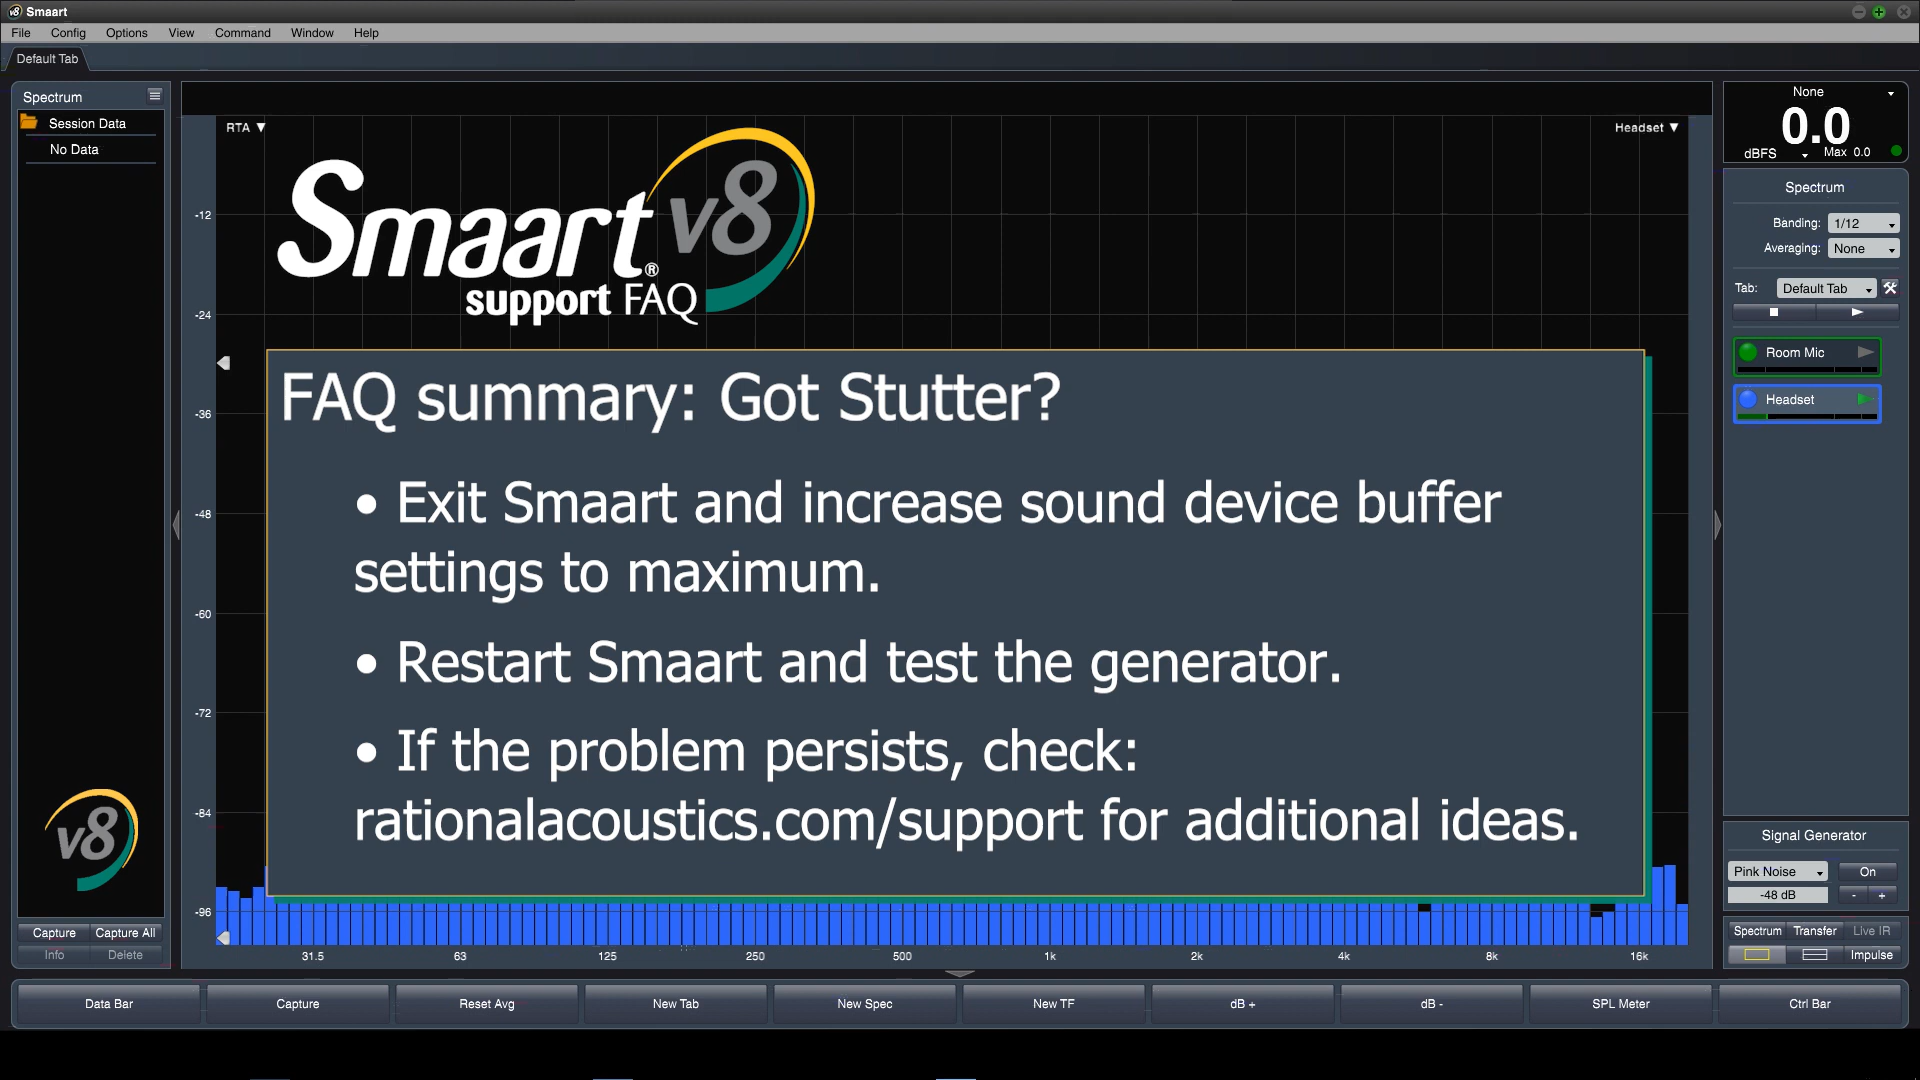 v8 Smaart
File Config Options View Command Window Help
Default Tab
Spectrum
Session Data
No Data
v8
Capture Capture All
Info Delete
RTA ▼
Headset ▼
Smaart® v8
support FAQ
FAQ summary: Got Stutter?
• Exit Smaart and increase sound device buffer
settings to maximum.
• Restart Smaart and test the generator.
• If the problem persists, check:
rationalacoustics.com/support for additional ideas.
-12
-24
-36
-48
-60
-72
-84
-96
31.5 63 125 250 500 1k 2k 4k 8k 16k
None
0.0
dBFS Max 0.0
Spectrum
Banding: 1/12
Averaging: None
Tab: Default Tab
Room Mic
Headset
Signal Generator
Pink Noise On
-48 dB - +
Spectrum Transfer Live IR
Impulse
Data Bar Capture Reset Avg New Tab New Spec New TF dB + dB - SPL Meter Ctrl Bar